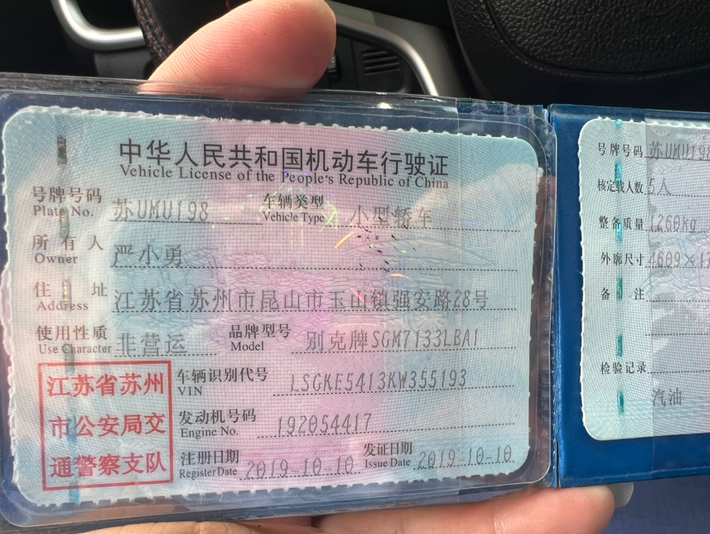 中华人民共和国机动车行驶证
Vehicle License of the People's Republic of China
号牌号码 苏UMU198 车辆类型 小型轿车
Plate No. Vehicle Type
所有人 严小勇
Owner
住址 江苏省苏州市昆山市玉山镇强安路28号
Address
使用性质 非营运 品牌型号 别克牌SGM7133LBA1
Use Character Model
江苏省苏州
市公安局交
通警察支队
车辆识别代号 LSGKE5413KW355193
VIN
发动机号码 192054417
Engine No.
注册日期 2019-10-10 发证日期 2019-10-10
Register Date Issue Date
号牌号码 苏UMU198
核定载人数 5人
整备质量 1260kg
外廓尺寸 4609×17
备注
检验记录
汽油